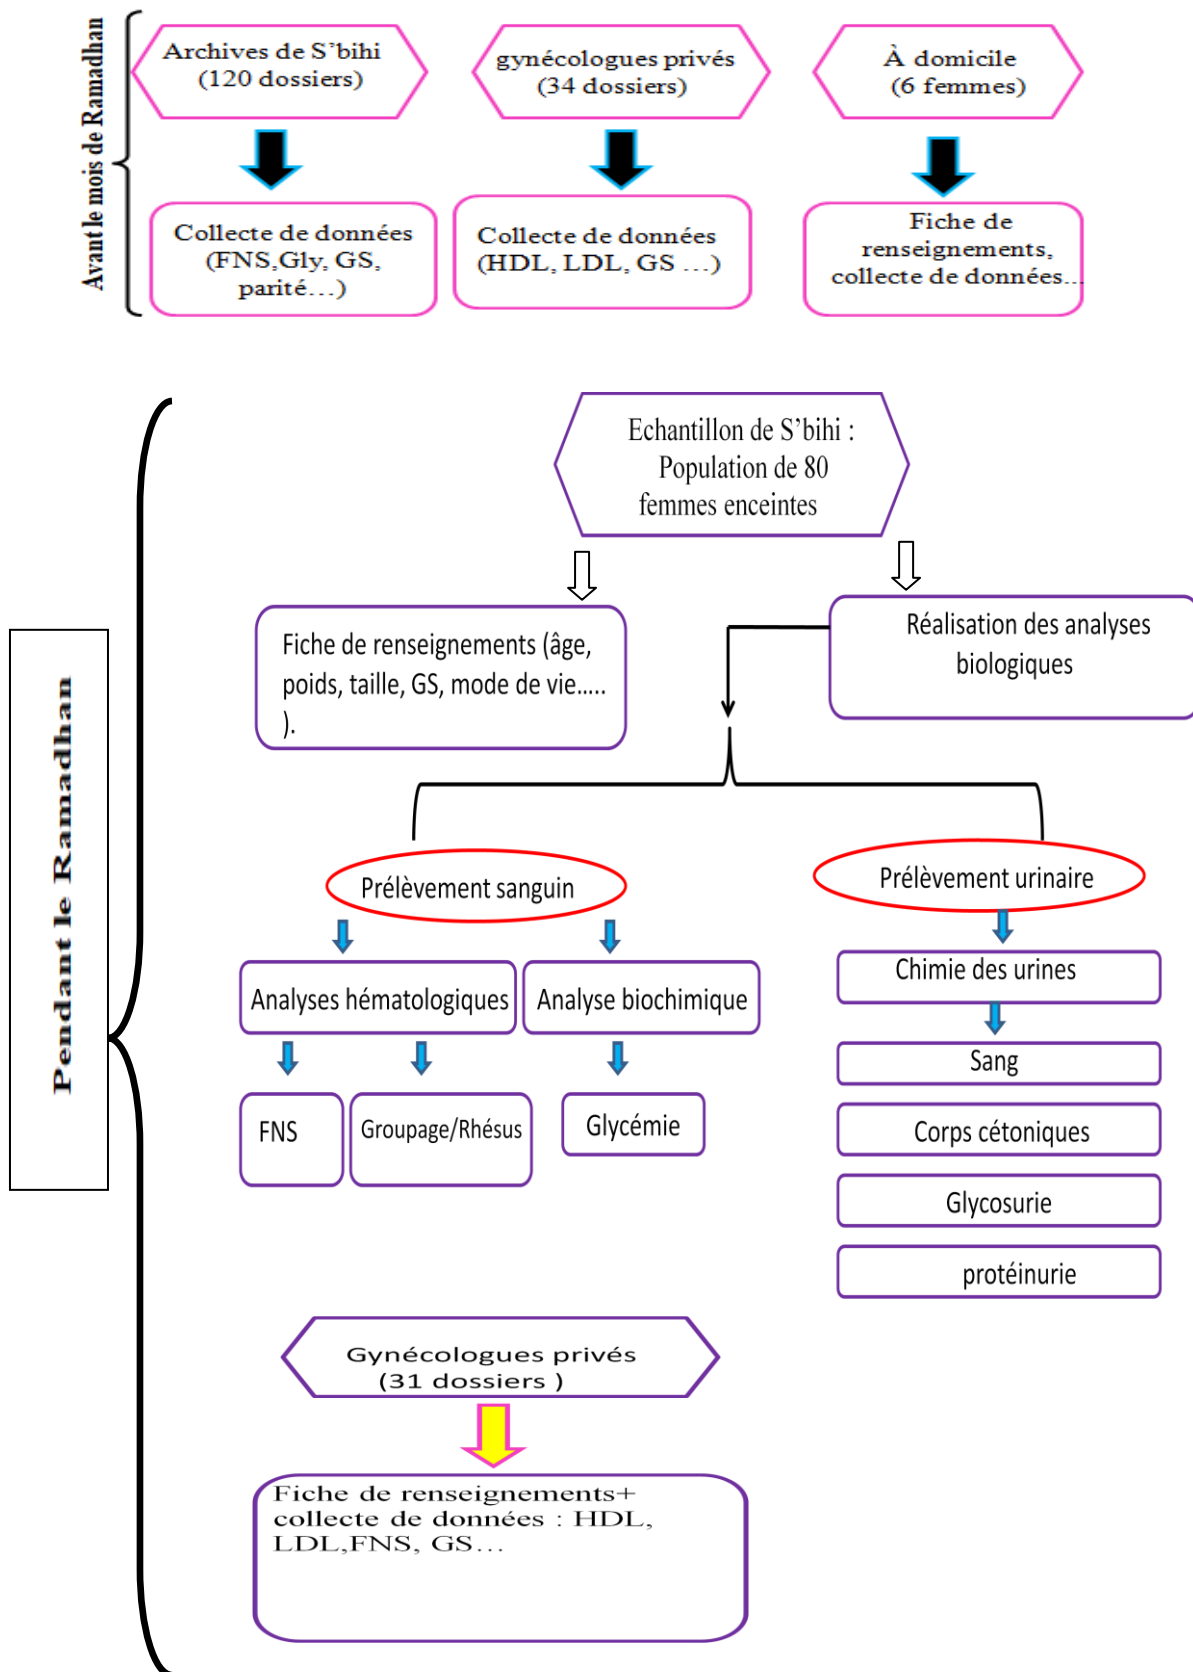 Avant le mois de Ramadhan
Archives de S'bihi
(120 dossiers)
gynécologues privés
(34 dossiers)
À domicile
(6 femmes)
Collecte de données
(FNS,Gly, GS,
parité...)
Collecte de données
(HDL, LDL, GS ...)
Fiche de
renseignements,
collecte de données...
Pendant le Ramadhan
Echantillon de S'bihi :
Population de 80
femmes enceintes
Fiche de renseignements (âge,
poids, taille, GS, mode de vie.....
).
Réalisation des analyses
biologiques
Prélèvement sanguin
Prélèvement urinaire
Analyses hématologiques
Analyse biochimique
Chimie des urines
FNS
Groupage/Rhésus
Glycémie
Sang
Corps cétoniques
Glycosurie
protéinurie
Gynécologues privés
(31 dossiers )
Fiche de renseignements+
collecte de données : HDL,
LDL,FNS, GS...